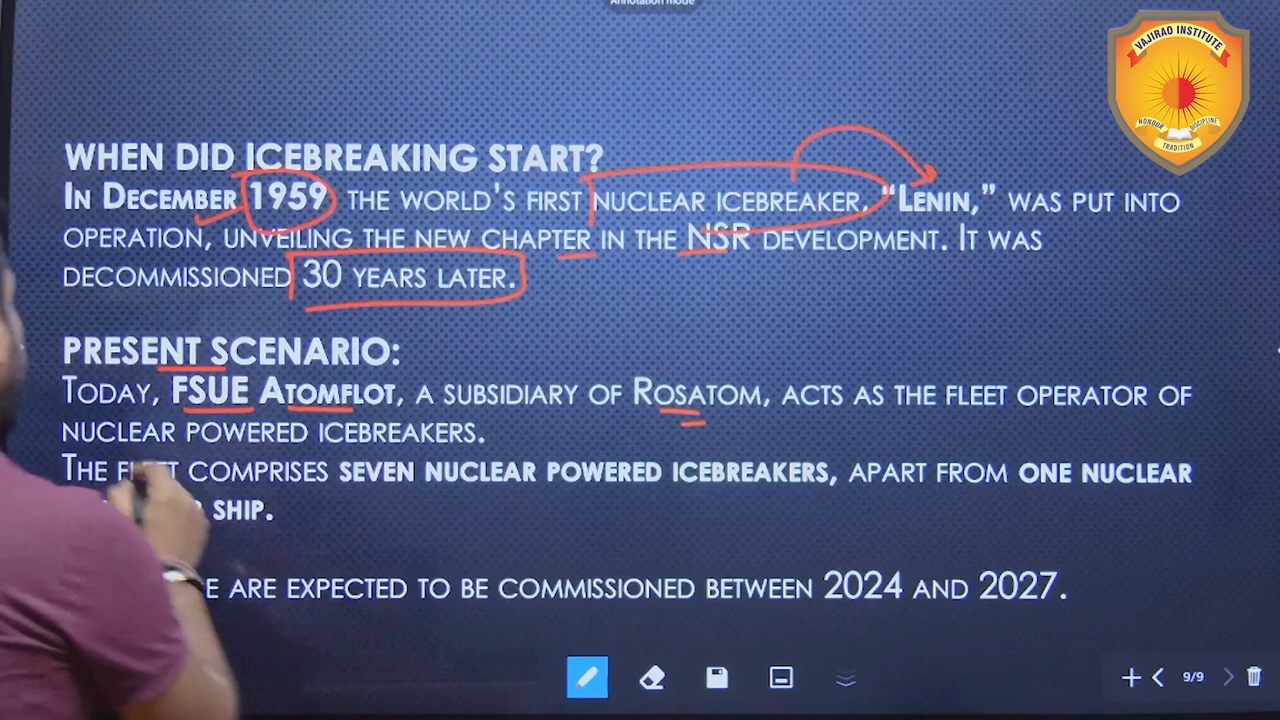 Annotation mode
VAJIRAO INSTITUTE
HONOUR
DISCIPLINE
TRADITION
WHEN DID ICEBREAKING START?
IN DECEMBER 1959 THE WORLD'S FIRST NUCLEAR ICEBREAKER, “LENIN,” WAS PUT INTO
OPERATION, UNVEILING THE NEW CHAPTER IN THE NSR DEVELOPMENT. IT WAS
DECOMMISSIONED 30 YEARS LATER.
PRESENT SCENARIO:
TODAY, FSUE ATOMFLOT, A SUBSIDIARY OF ROSATOM, ACTS AS THE FLEET OPERATOR OF
NUCLEAR POWERED ICEBREAKERS.
THE FLEET COMPRISES SEVEN NUCLEAR POWERED ICEBREAKERS, APART FROM ONE NUCLEAR
SHIP.
ARE EXPECTED TO BE COMMISSIONED BETWEEN 2024 AND 2027.
9/9